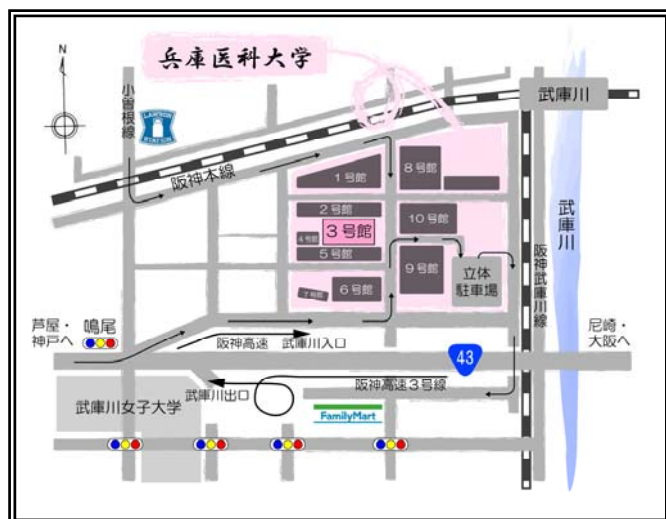 兵庫医科大学
N
小曽根線
LAWSON
STATION
武庫川
阪神本線
1号館
8号館
2号館
10号館
4号館
3号館
5号館
9号館
立体
駐車場
7号館
6号館
武庫川
阪神武庫川線
芦屋・
神戸へ
鳴尾
阪神高速 武庫川入口
43
尼崎・
大阪へ
武庫川出口
阪神高速3号線
武庫川女子大学
FamilyMart